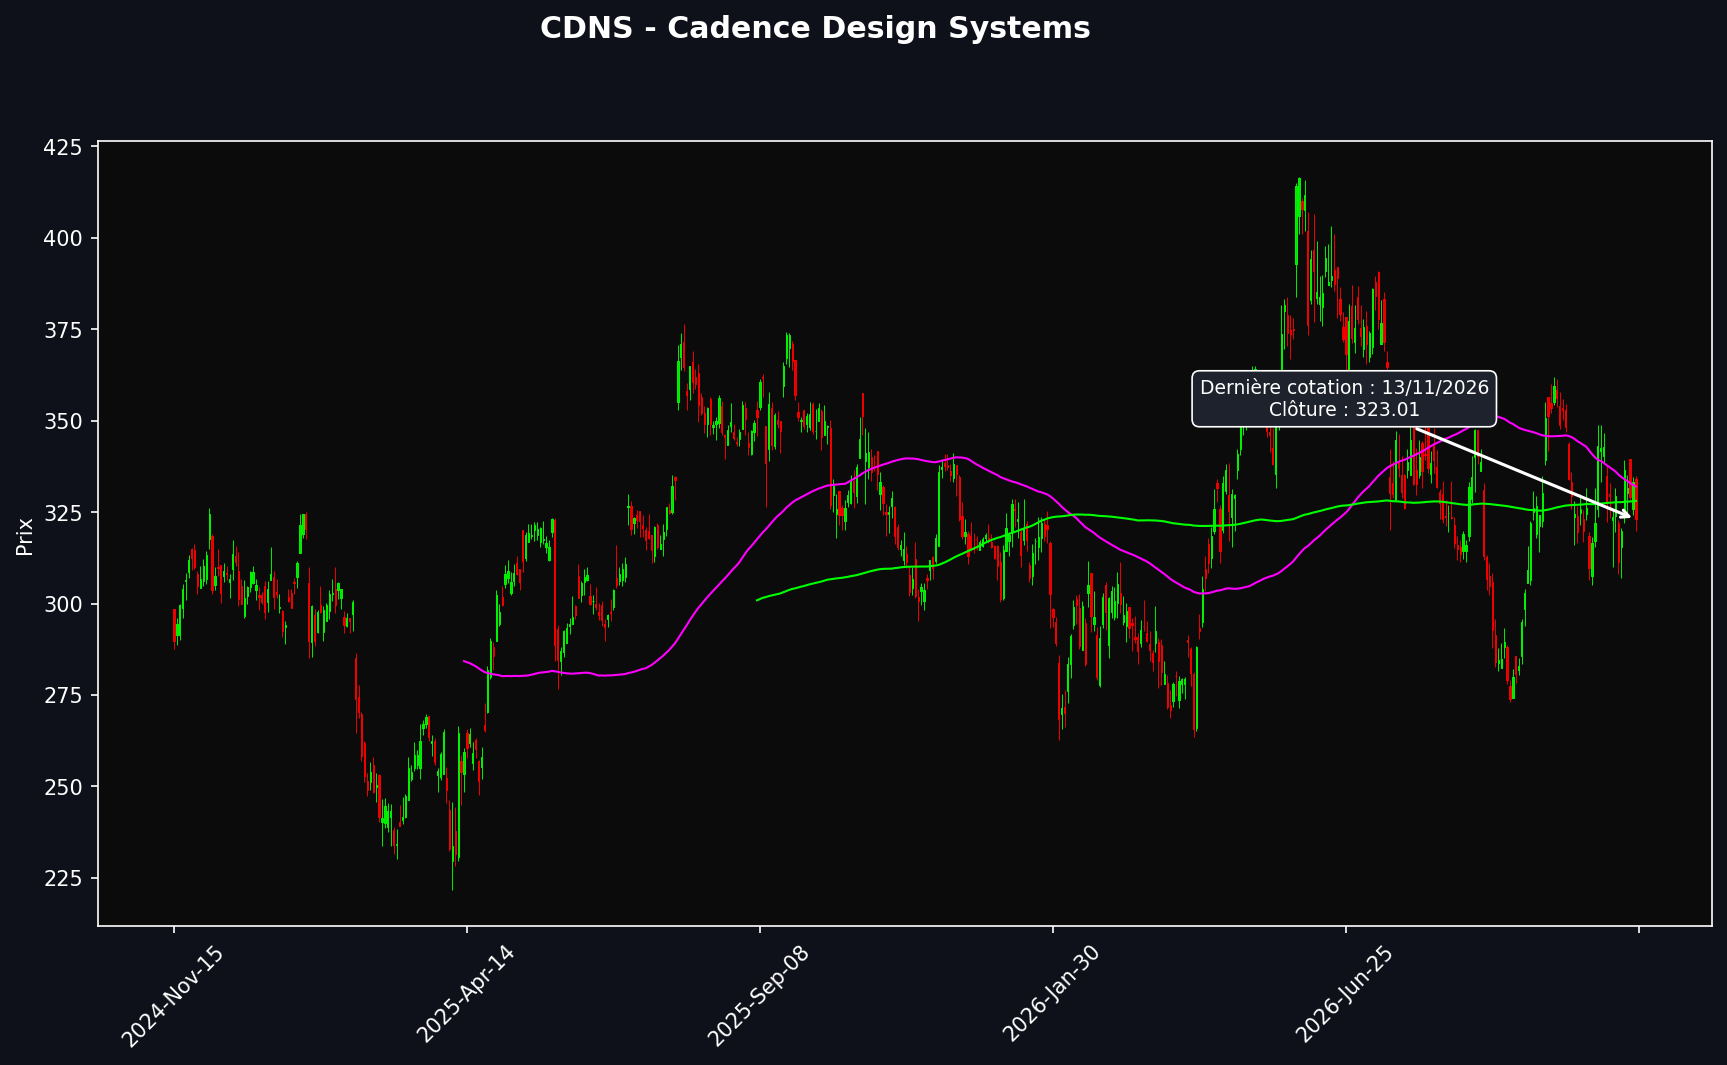 CDNS - Cadence Design Systems
425
400
375
350
325
300
275
250
225
Prix
Dernière cotation : 13/11/2026
Clôture : 323.01
2024-Nov-15
2025-Apr-14
2025-Sep-08
2026-Jan-30
2026-Jun-25